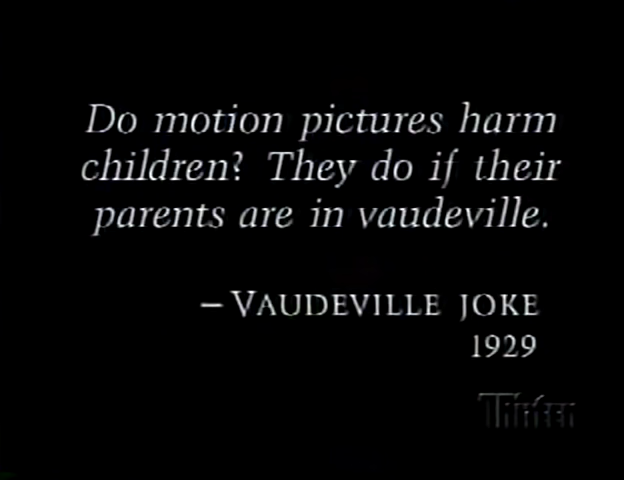 Do motion pictures harm
children? They do if their
parents are in vaudeville.
– VAUDEVILLE JOKE
1929
Thirteen